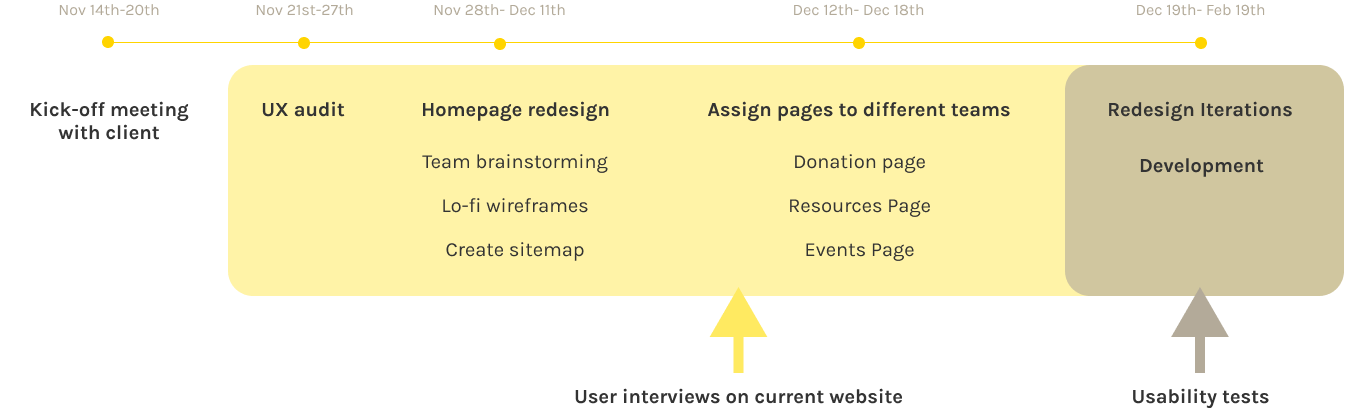 Nov 14th-20th
Nov 21st-27th
Nov 28th- Dec 11th
Dec 12th- Dec 18th
Dec 19th- Feb 19th
Kick-off meeting
with client
UX audit
Homepage redesign
Team brainstorming
Lo-fi wireframes
Create sitemap
Assign pages to different teams
Donation page
Resources Page
Events Page
Redesign Iterations
Development
User interviews on current website
Usability tests